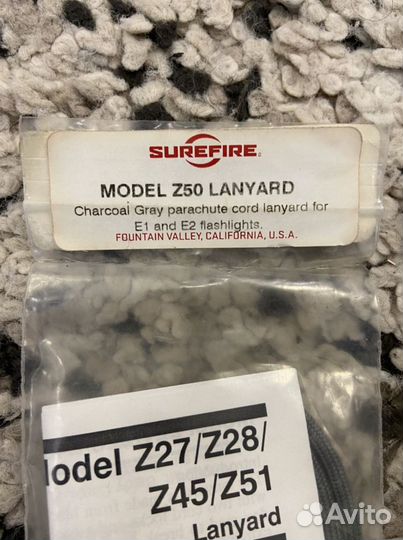 SUREFIRE
MODEL Z50 LANYARD
Charcoal Gray parachute cord lanyard for
E1 and E2 flashlights.
FOUNTAIN VALLEY, CALIFORNIA, U.S.A.
Model Z27/Z28/
Z45/Z51
Lanyard
Avito